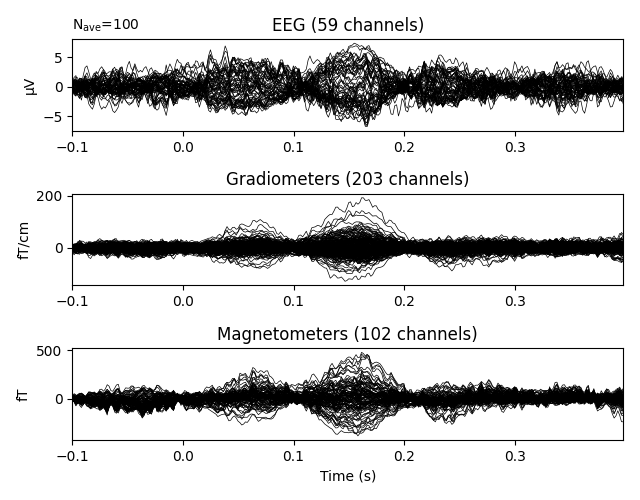 Nave=100
EEG (59 channels)
5
0
−5
µV
−0.1 0.0 0.1 0.2 0.3
Gradiometers (203 channels)
200
0
fT/cm
−0.1 0.0 0.1 0.2 0.3
Magnetometers (102 channels)
500
0
fT
−0.1 0.0 0.1 0.2 0.3
Time (s)